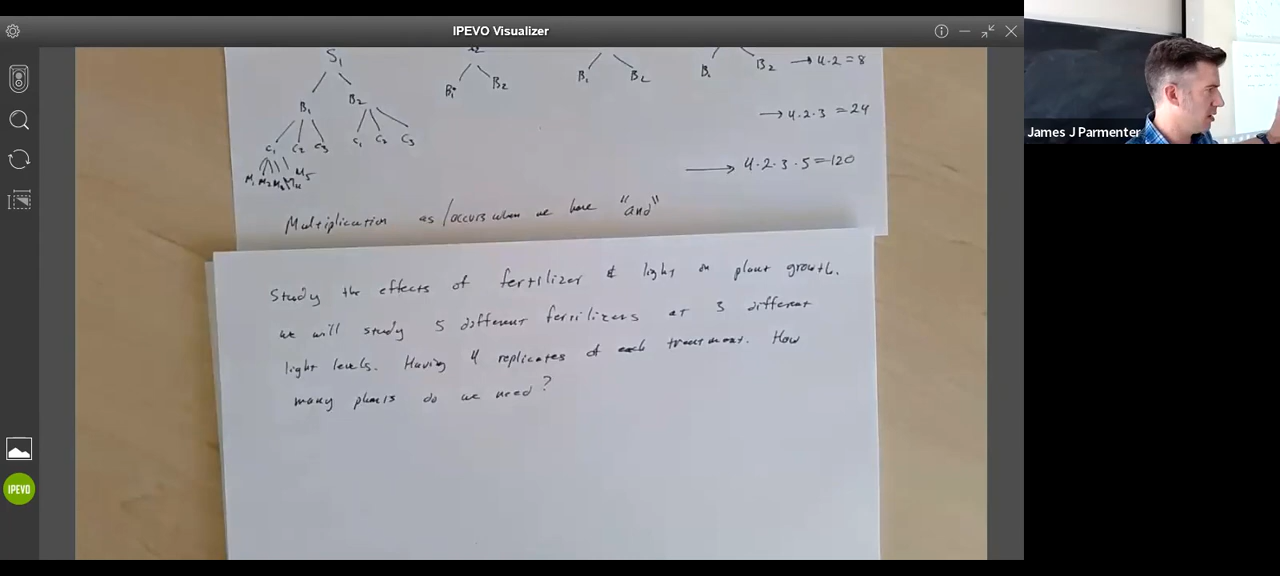 IPEVO Visualizer
S1
B1 B2
B1 B2
B1 B2
B1 B2 → 4·2 = 8
C1 C2 C3 C1 C2 C3
→ 4·2·3 = 24
M1 M2 M3 M4 M5
→ 4·2·3·5 = 120
Multiplication as/occurs when we have "and"
Study the effects of fertilizer & light on plant growth.
we will study 5 different fertilizers at 3 different
light levels. Having 4 replicates of each treatment. How
many plants do we need?
IPEVO
James J Parmenter